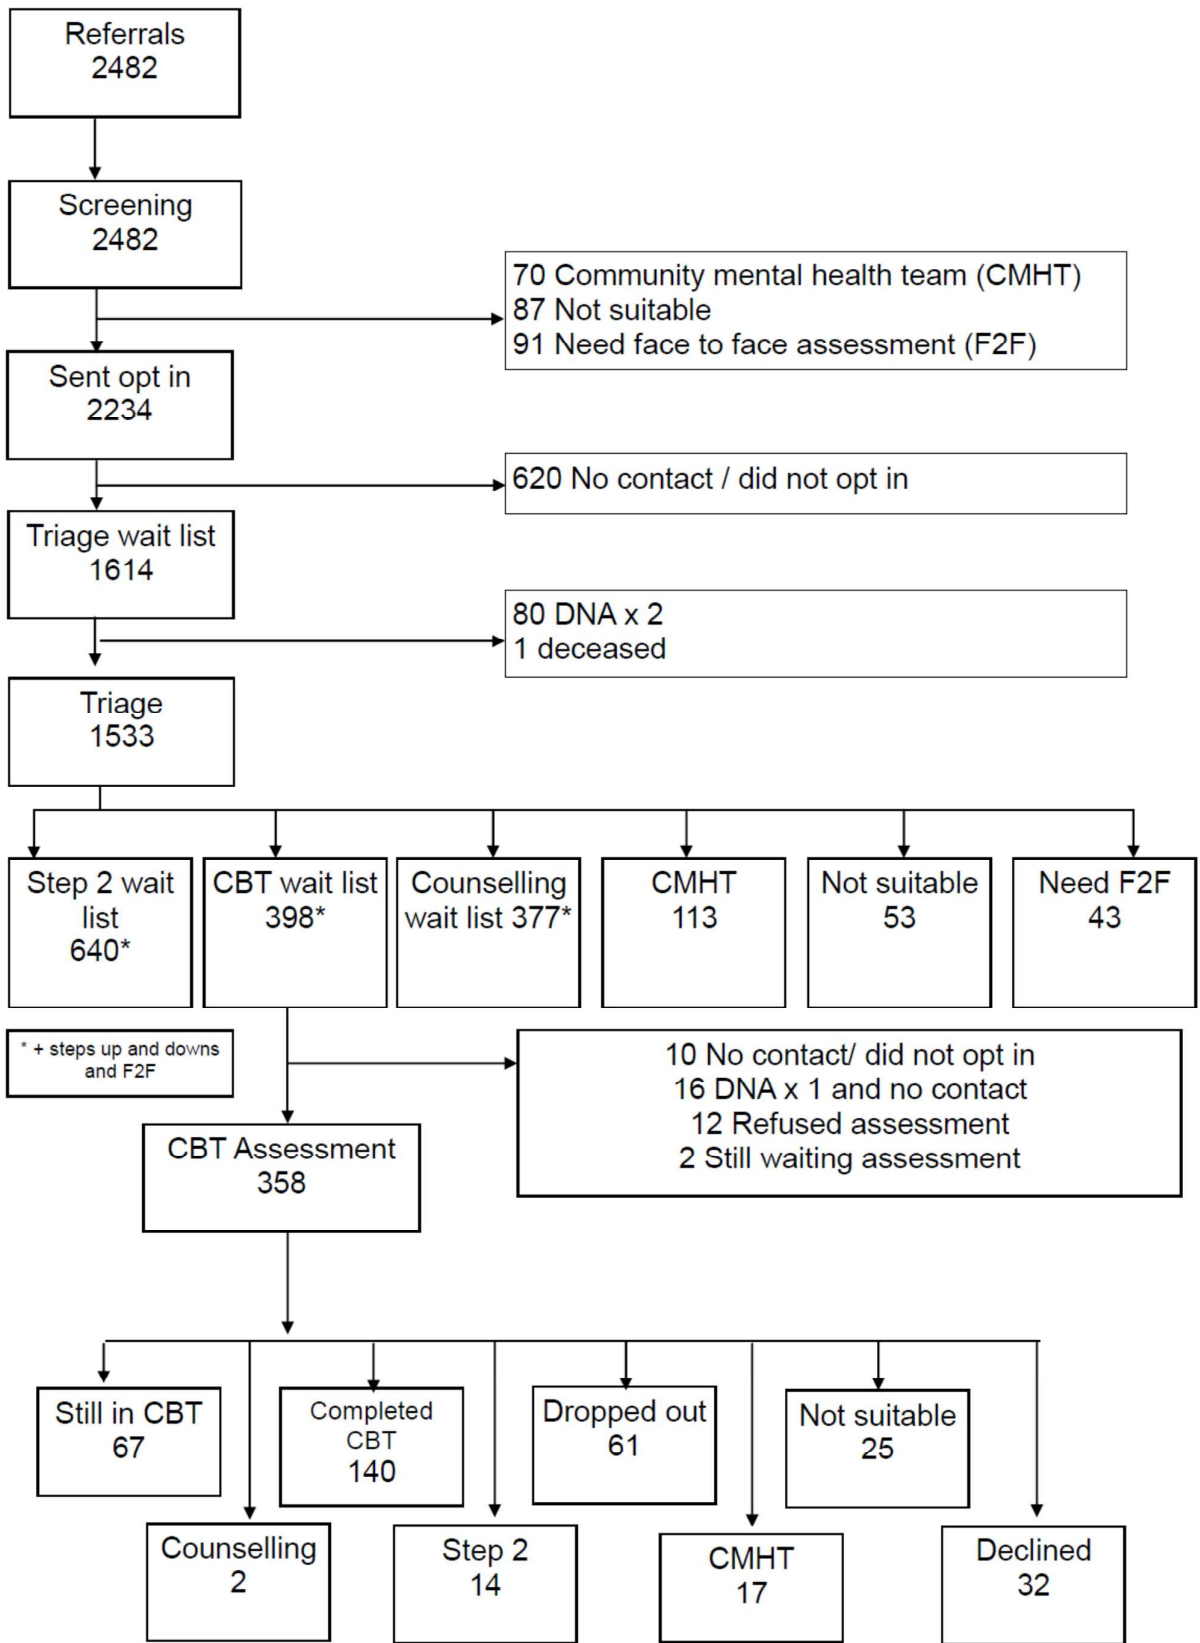 Referrals
2482
Screening
2482
70 Community mental health team (CMHT)
87 Not suitable
91 Need face to face assessment (F2F)
Sent opt in
2234
620 No contact / did not opt in
Triage wait list
1614
80 DNA x 2
1 deceased
Triage
1533
Step 2 wait
list
640*
CBT wait list
398*
Counselling
wait list 377*
CMHT
113
Not suitable
53
Need F2F
43
* + steps up and downs
and F2F
10 No contact/ did not opt in
16 DNA x 1 and no contact
12 Refused assessment
2 Still waiting assessment
CBT Assessment
358
Still in CBT
67
Completed
CBT
140
Dropped out
61
Not suitable
25
Counselling
2
Step 2
14
CMHT
17
Declined
32